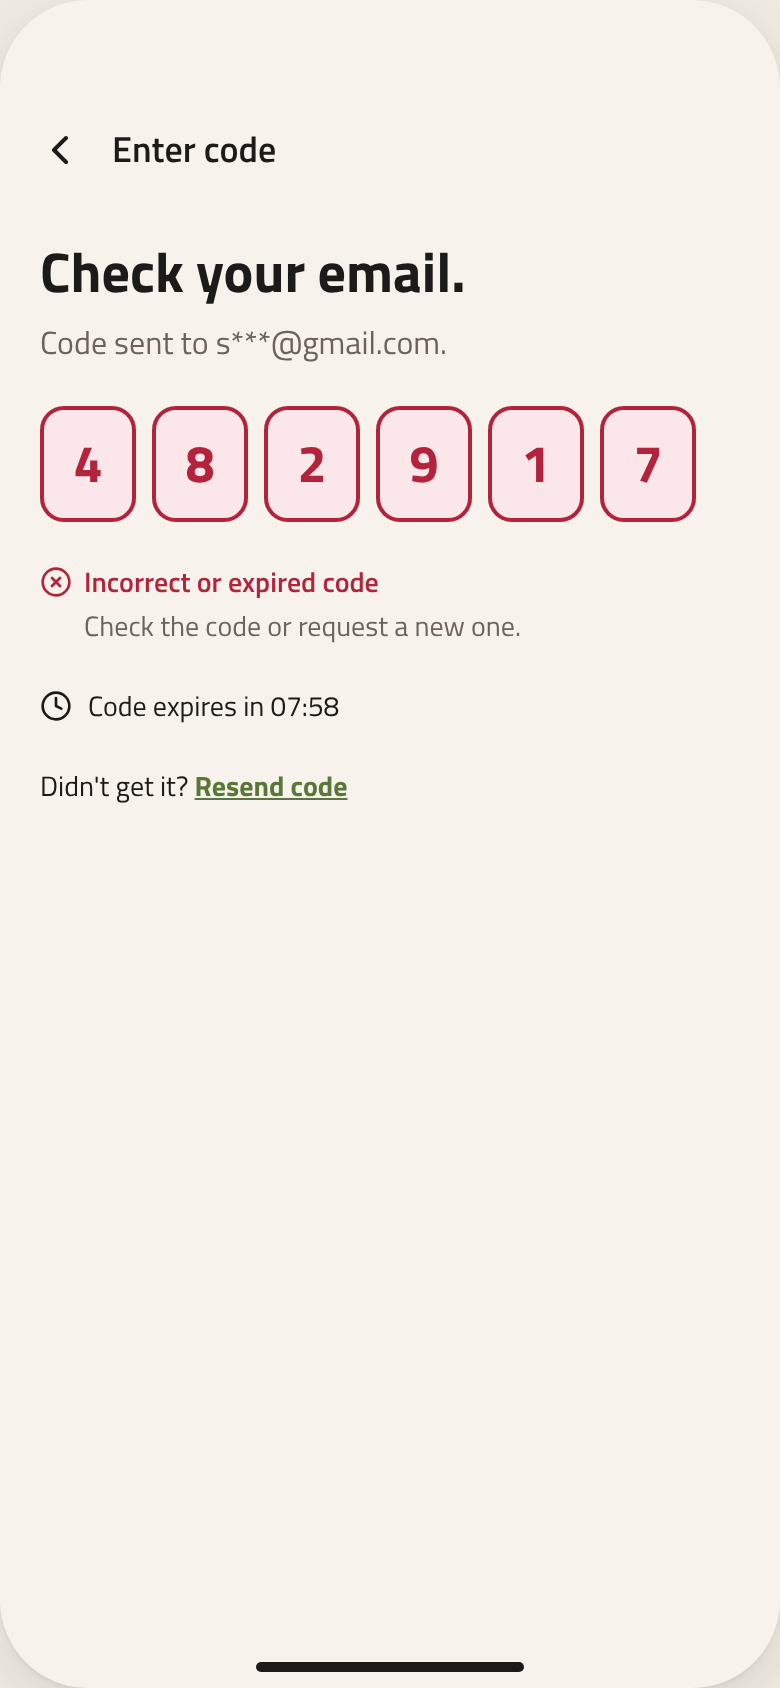 Enter code
Check your email.
Code sent to s***@gmail.com.
4 8 2 9 1 7
Incorrect or expired code
Check the code or request a new one.
Code expires in 07:58
Didn't get it? Resend code